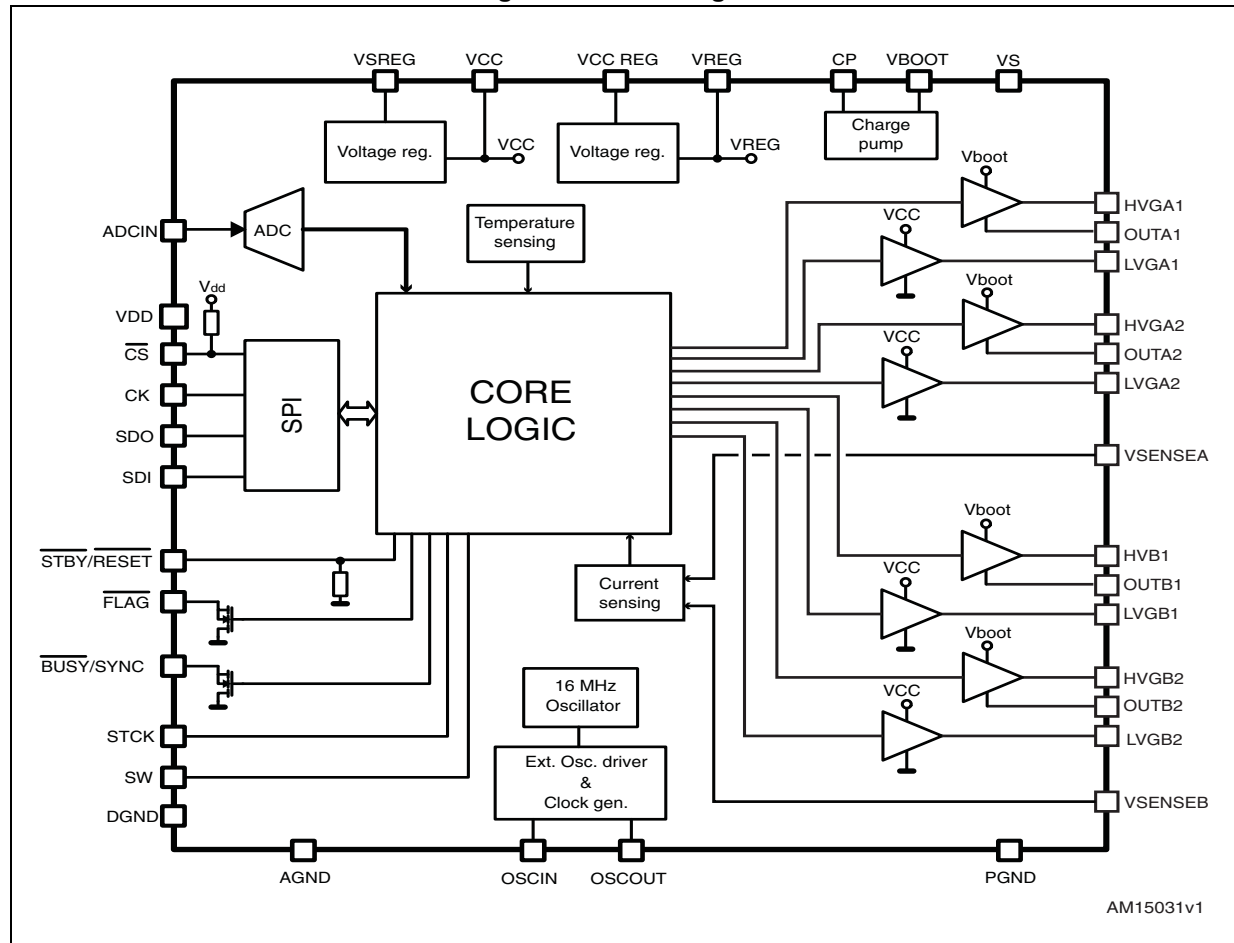 VSREG
VCC
VCC REG
VREG
CP
VBOOT
VS
Voltage reg.
VCC
Voltage reg.
VREG
Charge
pump
Vboot
HVGA1
OUTA1
VCC
LVGA1
ADCIN
ADC
Temperature
sensing
Vboot
HVGA2
OUTA2
VCC
LVGA2
Vdd
VDD
CS
CK
SDO
SDI
SPI
CORE
LOGIC
VSENSEA
Vboot
HVB1
OUTB1
VCC
LVGB1
STBY/RESET
FLAG
BUSY/SYNC
STCK
SW
DGND
Current
sensing
Vboot
HVGB2
OUTB2
VCC
LVGB2
16 MHz
Oscillator
Ext. Osc. driver
&
Clock gen.
VSENSEB
AGND
OSCIN
OSCOUT
PGND
AM15031v1